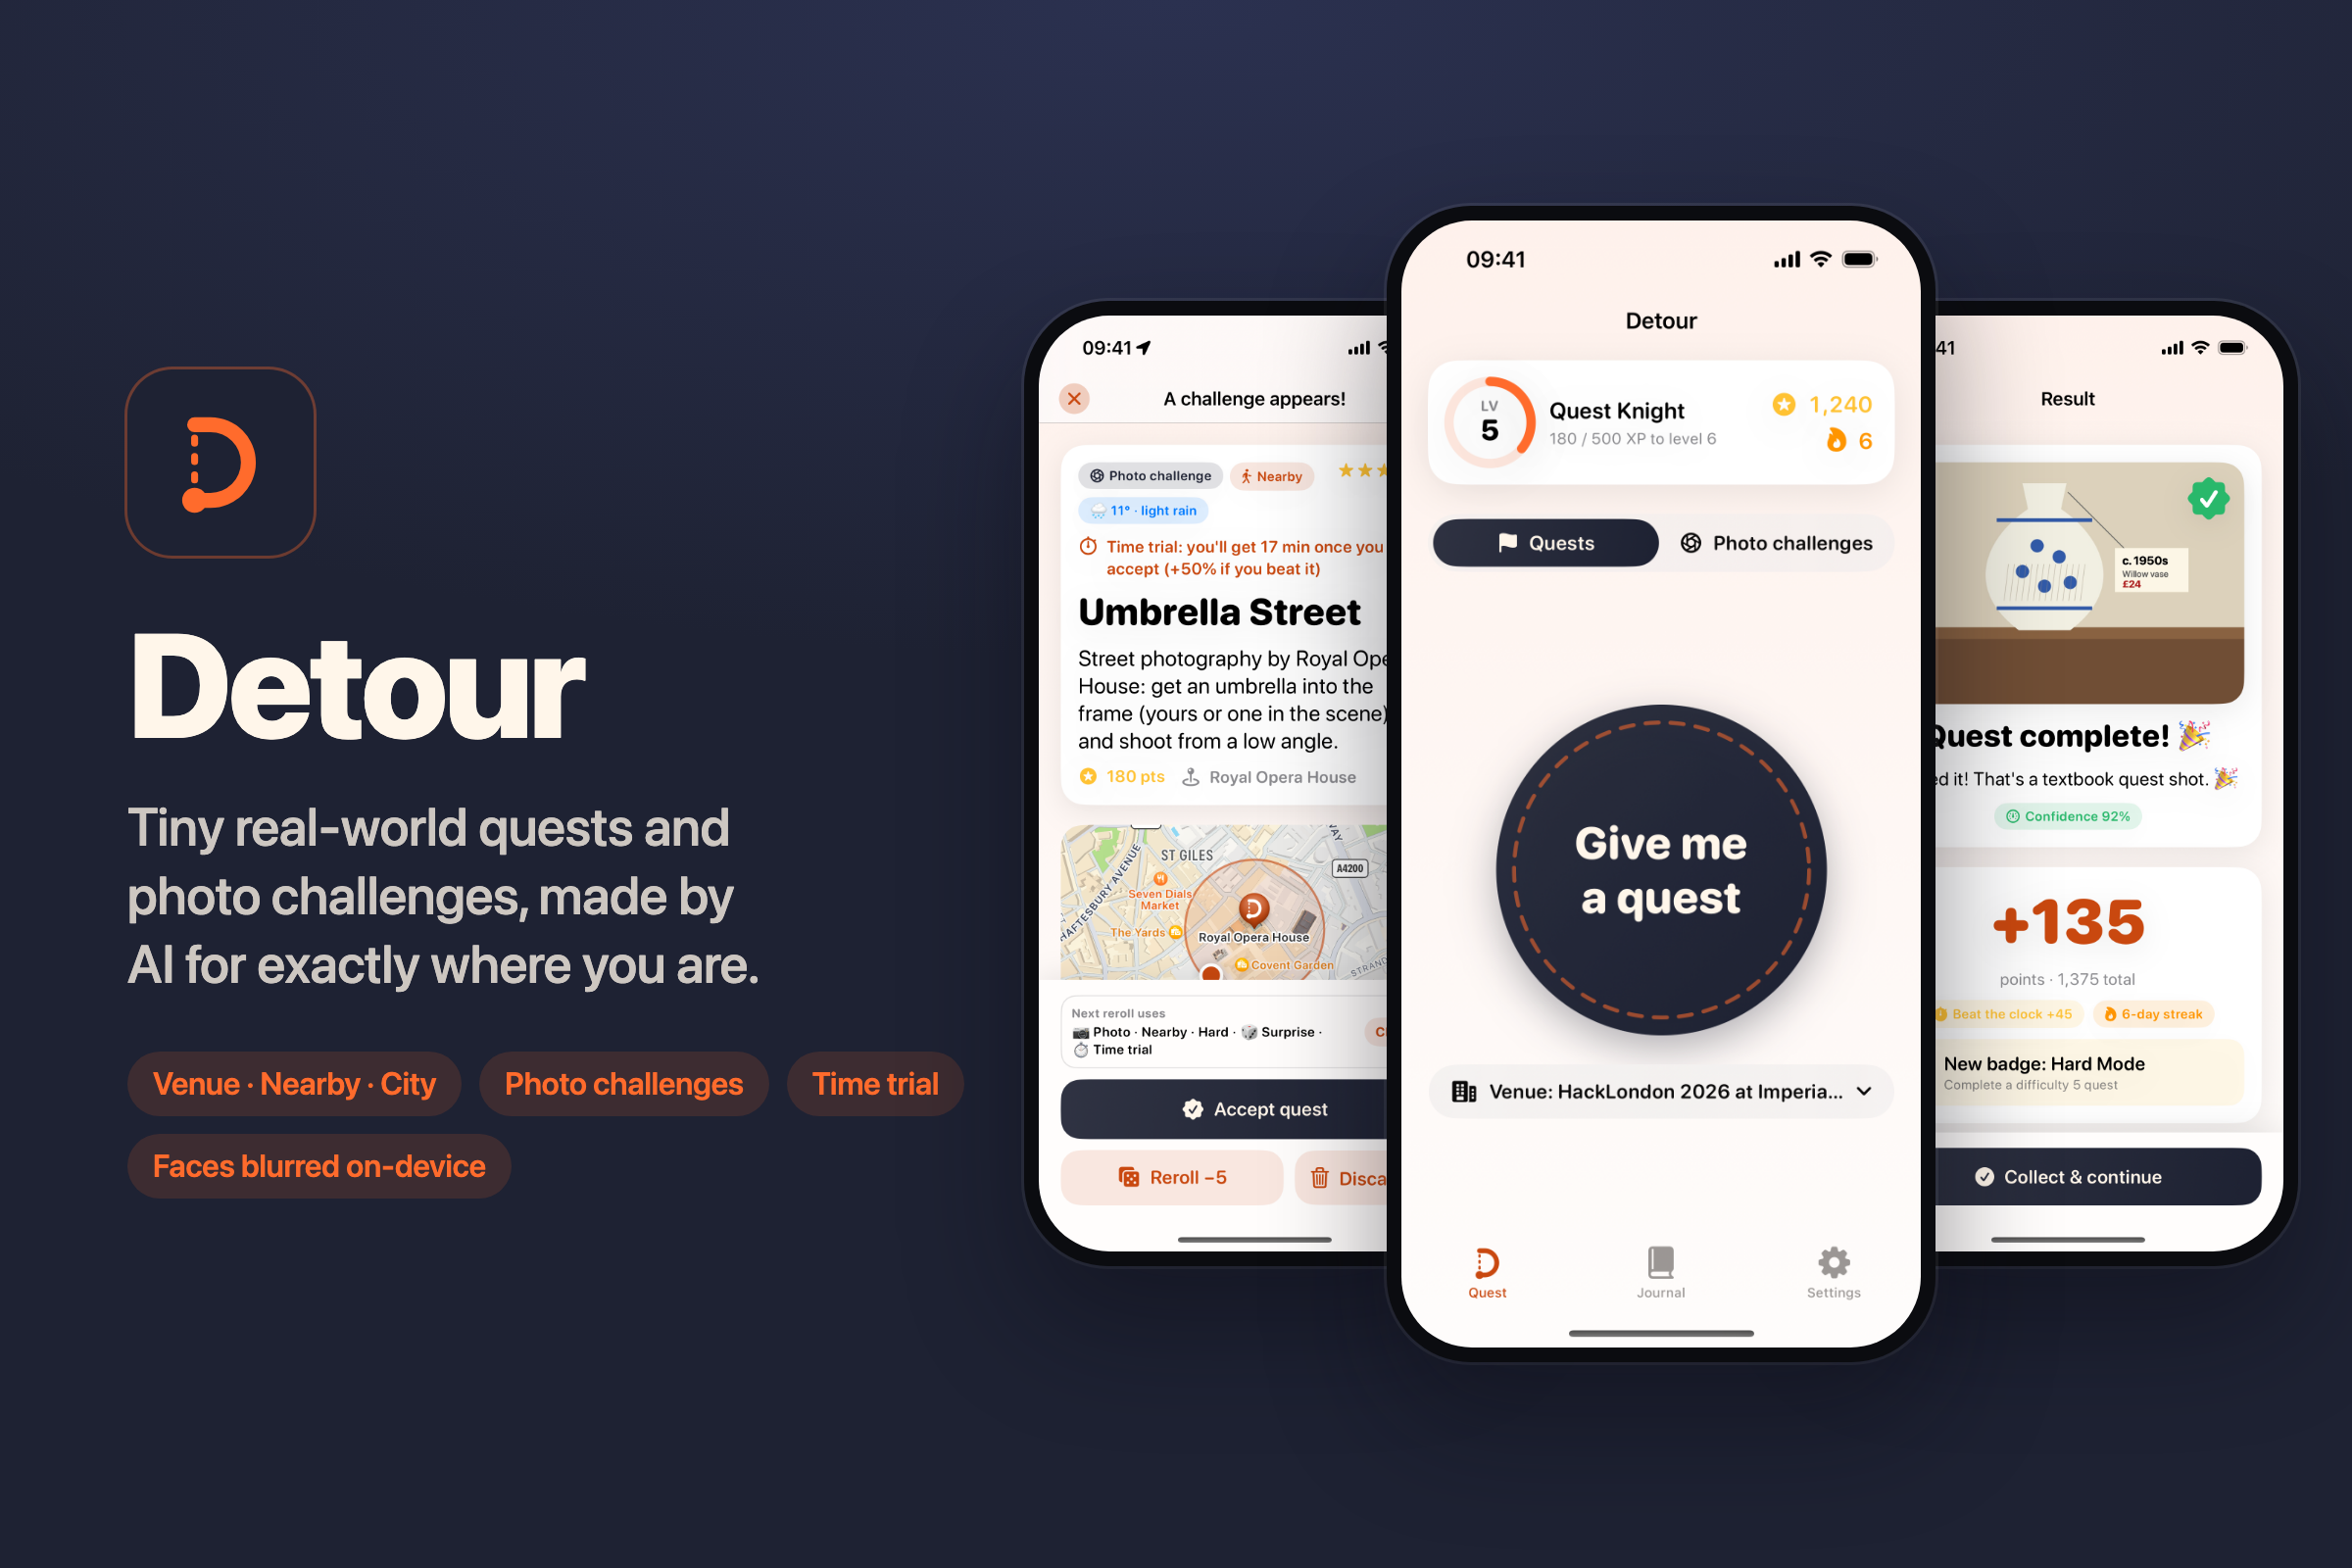 Detour
Tiny real-world quests and
photo challenges, made by
AI for exactly where you are.
Venue · Nearby · City
Photo challenges
Time trial
Faces blurred on-device
09:41
A challenge appears!
Photo challenge
Nearby
11° · light rain
Time trial: you'll get 17 min once you
accept (+50% if you beat it)
Umbrella Street
Street photography by Royal Ope
House: get an umbrella into the
frame (yours or one in the scene)
and shoot from a low angle.
180 pts
Royal Opera House
ST GILES
A4200
HAFTESBURY AVENUE
WAY
Seven Dials
Market
The Yards
Royal Opera House
Covent Garden
STRAND
Next reroll uses
Photo · Nearby · Hard · Surprise ·
Time trial
Accept quest
Reroll −5
Disca
09:41
Detour
LV
5
Quest Knight
180 / 500 XP to level 6
1,240
6
Quests
Photo challenges
Give me
a quest
Venue: HackLondon 2026 at Imperia...
Quest
Journal
Settings
41
Result
c. 1950s
Willow vase
£24
Quest complete!
ed it! That's a textbook quest shot.
Confidence 92%
+135
points · 1,375 total
Beat the clock +45
6-day streak
New badge: Hard Mode
Complete a difficulty 5 quest
Collect & continue